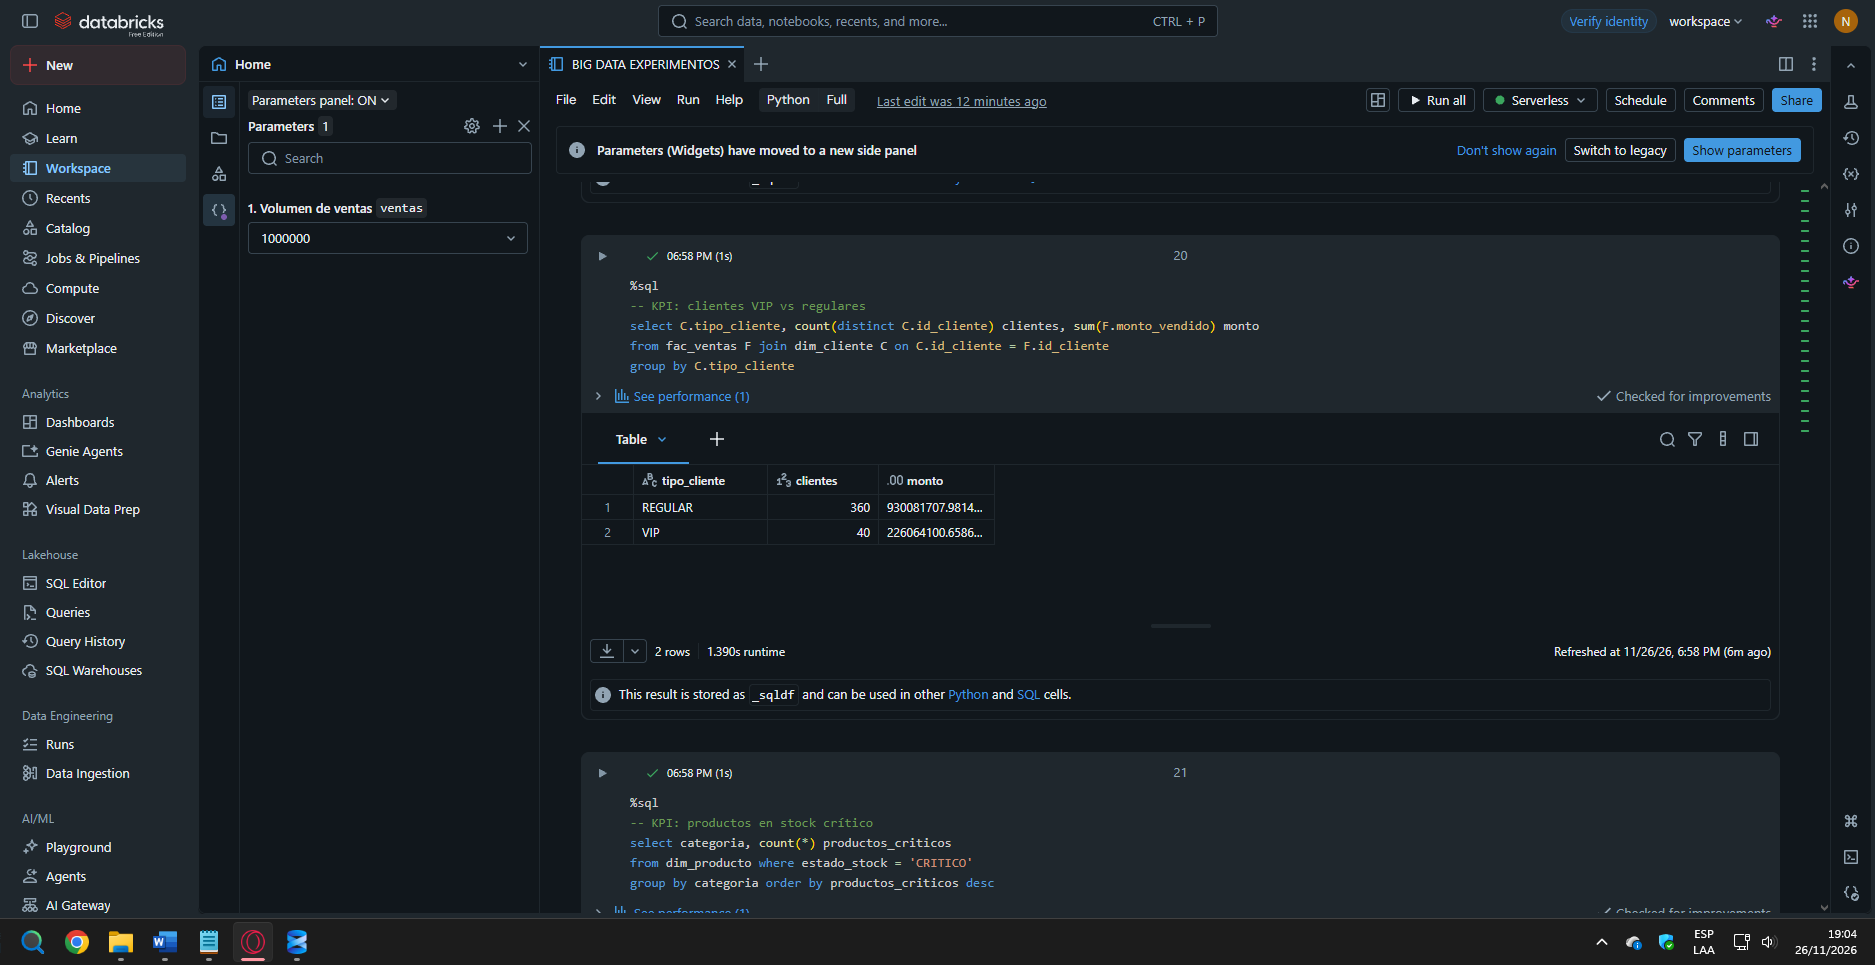 databricks
Free Edition
Search data, notebooks, recents, and more...
CTRL + P
Verify identity
workspace
N
New
Home
Learn
Workspace
Recents
Catalog
Jobs & Pipelines
Compute
Discover
Marketplace
Analytics
Dashboards
Genie Agents
Alerts
Visual Data Prep
Lakehouse
SQL Editor
Queries
Query History
SQL Warehouses
Data Engineering
Runs
Data Ingestion
AI/ML
Playground
Agents
AI Gateway
Home
Parameters panel: ON
Parameters 1
Search
1. Volumen de ventas ventas
1000000
BIG DATA EXPERIMENTOS
File Edit View Run Help Python Full Last edit was 12 minutes ago
Run all Serverless Schedule Comments Share
Parameters (Widgets) have moved to a new side panel
Don't show again Switch to legacy Show parameters
06:58 PM (1s)
20
%sql
-- KPI: clientes VIP vs regulares
select C.tipo_cliente, count(distinct C.id_cliente) clientes, sum(F.monto_vendido) monto
from fac_ventas F join dim_cliente C on C.id_cliente = F.id_cliente
group by C.tipo_cliente
See performance (1)
Checked for improvements
Table
tipo_cliente clientes .00 monto
1 REGULAR 360 930081707.9814...
2 VIP 40 226064100.6586...
2 rows 1.390s runtime
Refreshed at 11/26/26, 6:58 PM (6m ago)
This result is stored as _sqldf and can be used in other Python and SQL cells.
06:58 PM (1s)
21
%sql
-- KPI: productos en stock crítico
select categoria, count(*) productos_criticos
from dim_producto where estado_stock = 'CRITICO'
group by categoria order by productos_criticos desc
See performance (1)
Checked for improvements
ESP
LAA
19:04
26/11/2026